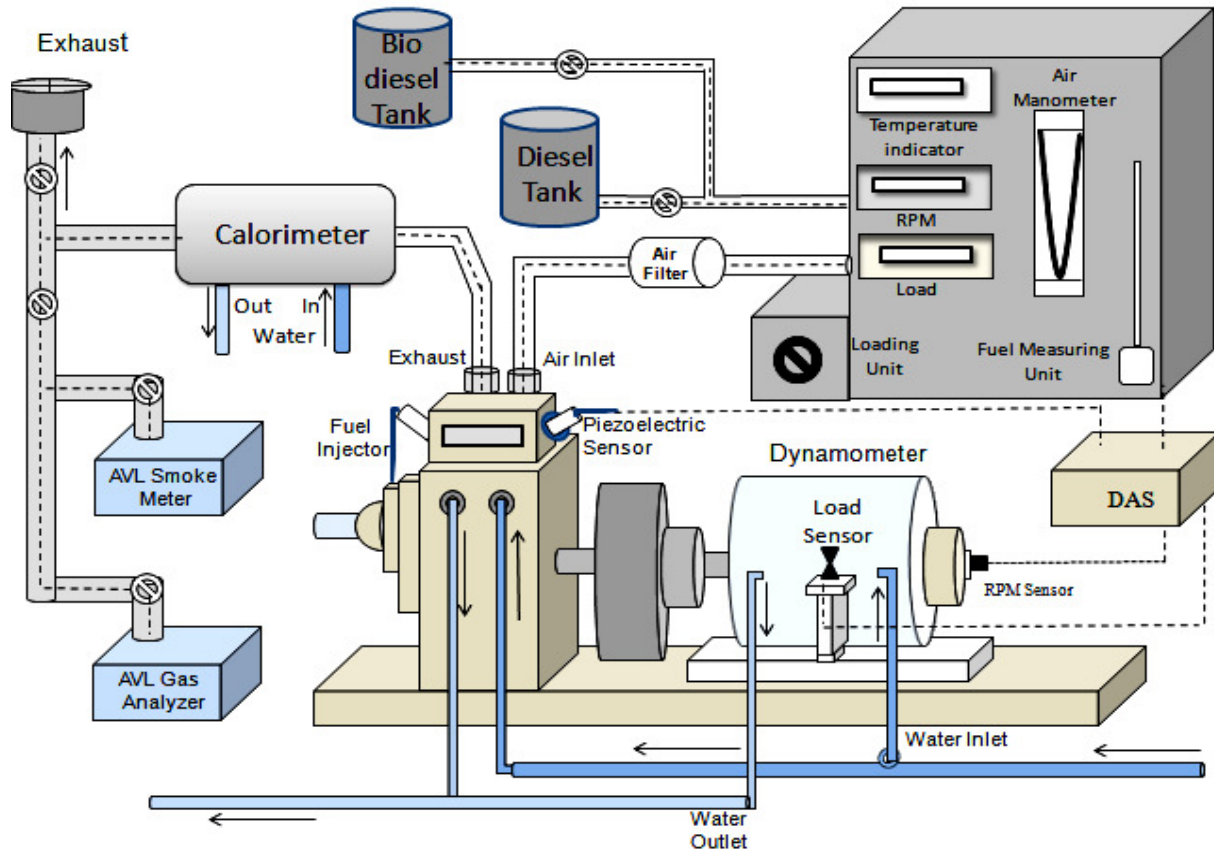 Exhaust
Bio
diesel
Tank
Diesel
Tank
Temperature
indicator
RPM
Load
Air
Manometer
Loading
Unit
Fuel Measuring
Unit
Calorimeter
Out In
Water
Air
Filter
Exhaust
Air Inlet
Fuel
Injector
Piezoelectric
Sensor
AVL Smoke
Meter
AVL Gas
Analyzer
Dynamometer
Load
Sensor
DAS
RPM Sensor
Water Inlet
Water
Outlet